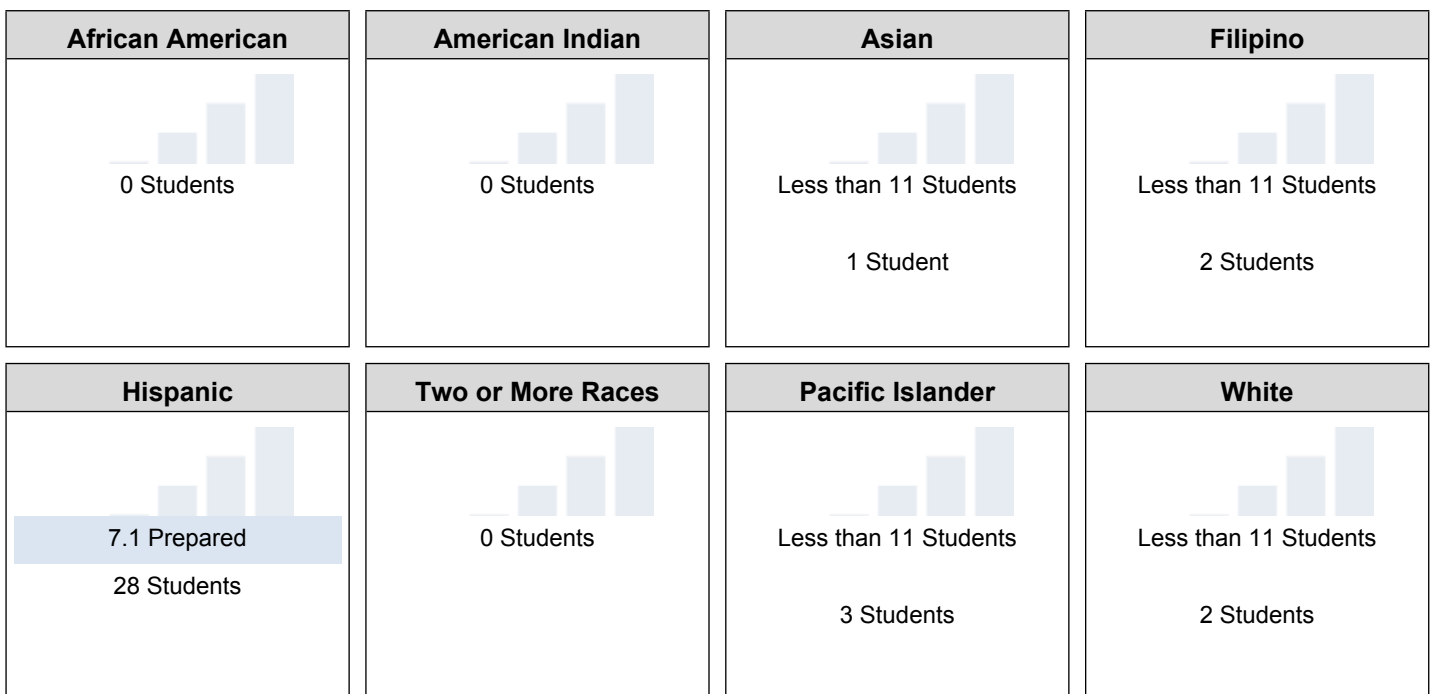 African American
0 Students
American Indian
0 Students
Asian
Less than 11 Students
1 Student
Filipino
Less than 11 Students
2 Students
Hispanic
7.1 Prepared
28 Students
Two or More Races
0 Students
Pacific Islander
Less than 11 Students
3 Students
White
Less than 11 Students
2 Students